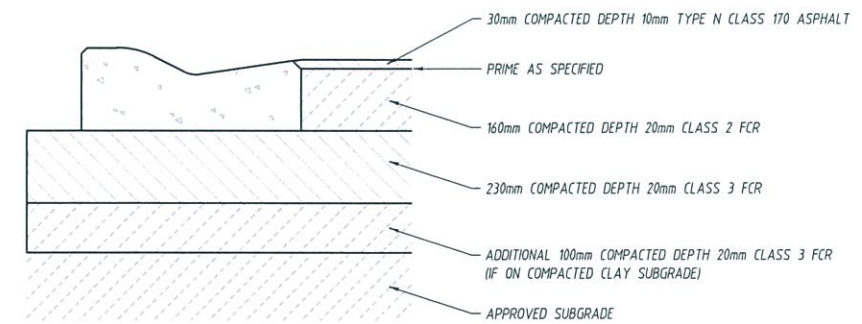 30mm COMPACTED DEPTH 10mm TYPE N CLASS 170 ASPHALT
PRIME AS SPECIFIED
160mm COMPACTED DEPTH 20mm CLASS 2 FCR
230mm COMPACTED DEPTH 20mm CLASS 3 FCR
ADDITIONAL 100mm COMPACTED DEPTH 20mm CLASS 3 FCR
(IF ON COMPACTED CLAY SUBGRADE)
APPROVED SUBGRADE